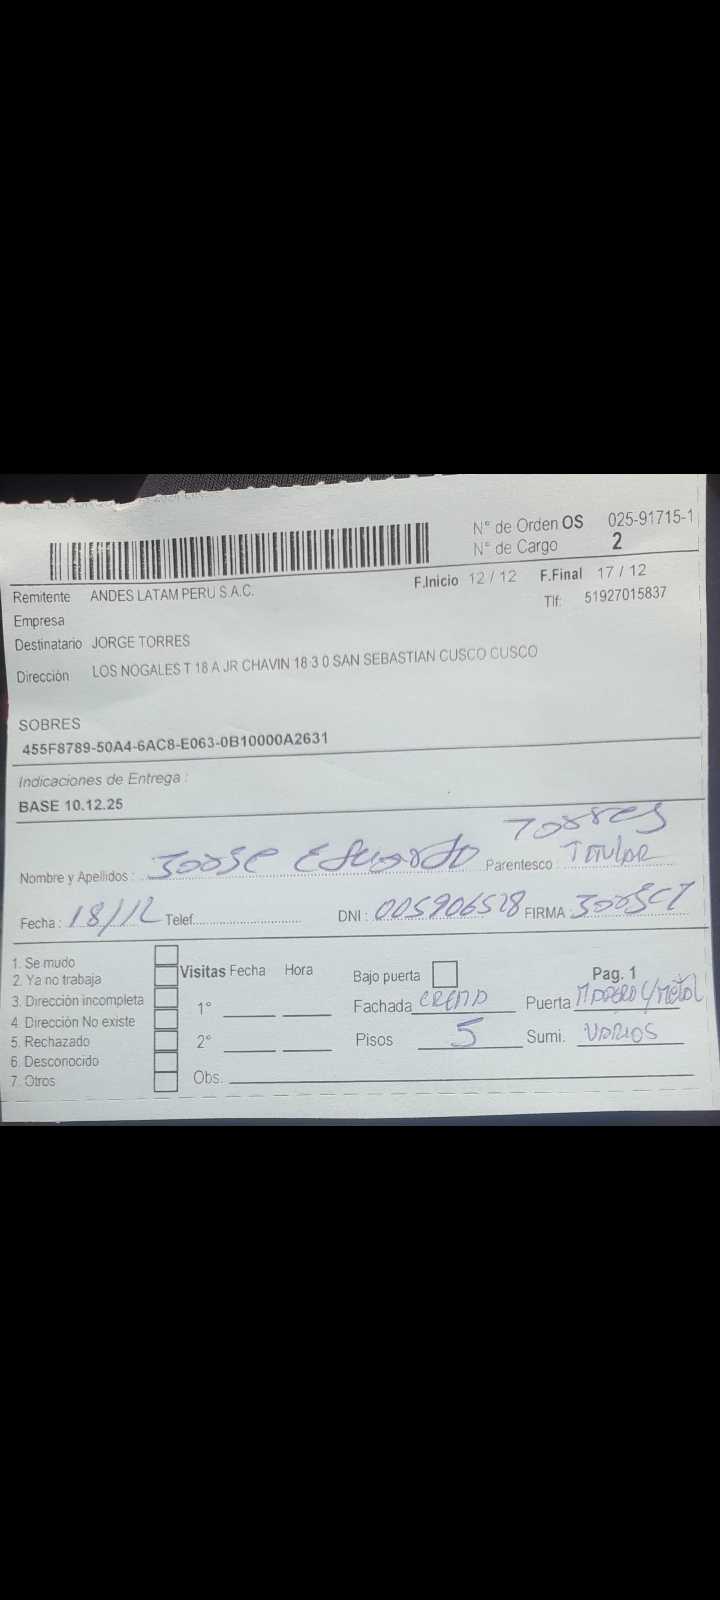 N° de Orden OS 025-91715-1
N° de Cargo 2
Remitente ANDES LATAM PERU S.A.C. F.Inicio 12 / 12 F.Final 17 / 12
Empresa Tlf: 51927015837
Destinatario JORGE TORRES
Dirección LOS NOGALES T 18 A JR CHAVIN 18 3 0 SAN SEBASTIAN CUSCO CUSCO
SOBRES
455F8789-50A4-6AC8-E063-0B10000A2631
Indicaciones de Entrega :
BASE 10.12.25
Torres
Nombre y Apellidos : Jorge Eduardo Parentesco : Titular
Fecha : 18/12 Telef. DNI : 005906528 FIRMA : Jorge T
1. Se mudo
2. Ya no trabaja
3. Dirección incompleta
4. Dirección No existe
5. Rechazado
6. Desconocido
7. Otros
Visitas Fecha Hora
1°
2°
Obs.
Bajo puerta Pag. 1
Fachada CREMA Puerta MADERA C/METAL
Pisos 5 Sumi. VARIOS